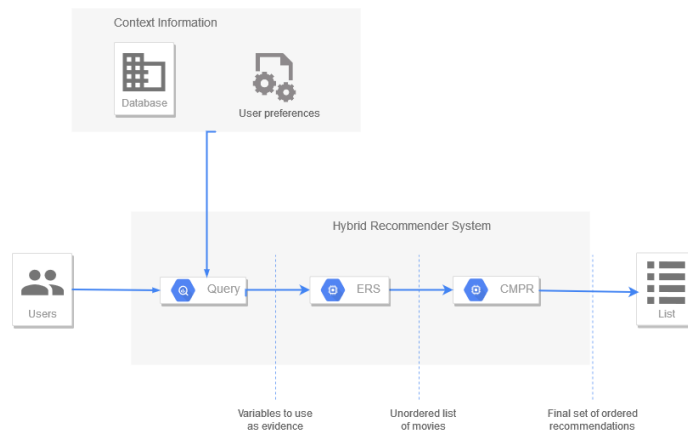 Context Information
Database
User preferences
Hybrid Recommender System
Users
Query
ERS
CMPR
List
Variables to use
as evidence
Unordered list
of movies
Final set of ordered
recommendations